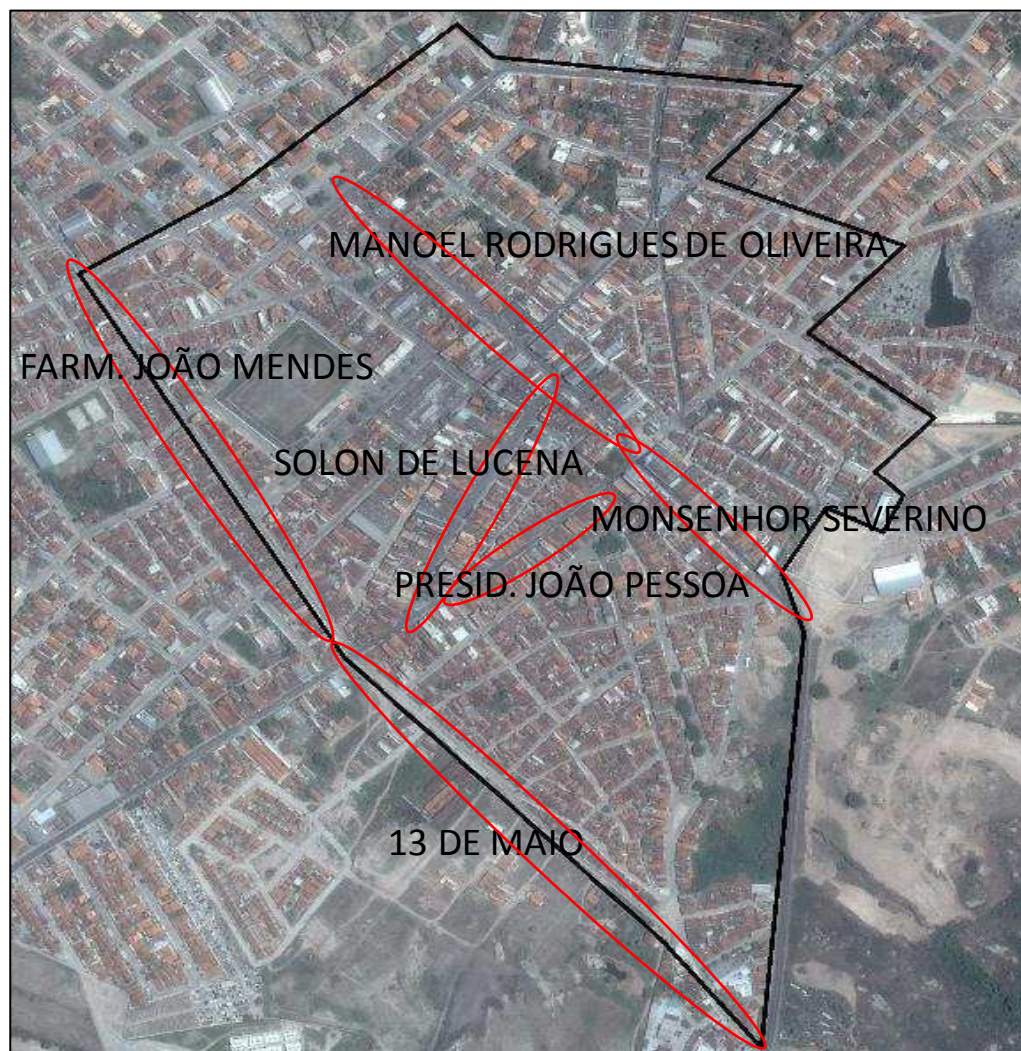 MANOEL RODRIGUES DE OLIVEIRA
FARM. JOÃO MENDES
SOLON DE LUCENA
MONSENHOR SEVERINO
PRESID. JOÃO PESSOA
13 DE MAIO